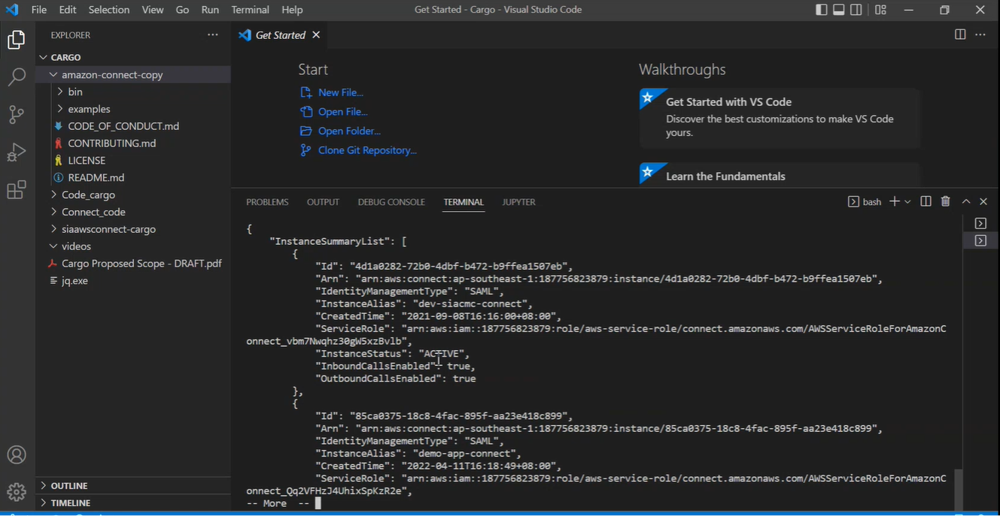 File Edit Selection View Go Run Terminal Help
Get Started - Cargo - Visual Studio Code
EXPLORER
CARGO
amazon-connect-copy
bin
examples
CODE_OF_CONDUCT.md
CONTRIBUTING.md
LICENSE
README.md
Code_cargo
Connect_code
siaawsconnect-cargo
videos
Cargo Proposed Scope - DRAFT.pdf
jq.exe
OUTLINE
TIMELINE
Get Started
Start
New File...
Open File...
Open Folder...
Clone Git Repository...
Walkthroughs
Get Started with VS Code
Discover the best customizations to make VS Code
yours.
Learn the Fundamentals
PROBLEMS OUTPUT DEBUG CONSOLE TERMINAL JUPYTER
bash
{
"InstanceSummaryList": [
{
"Id": "4d1a0282-72b0-4dbf-b472-b9ffea1507eb",
"Arn": "arn:aws:connect:ap-southeast-1:187756823879:instance/4d1a0282-72b0-4dbf-b472-b9ffea1507eb",
"IdentityManagementType": "SAML",
"InstanceAlias": "dev-siacmc-connect",
"CreatedTime": "2021-09-08T16:16:00+08:00",
"ServiceRole": "arn:aws:iam::187756823879:role/aws-service-role/connect.amazonaws.com/AWSServiceRoleForAmazonC
onnect_vbm7Nwqhz30gW5xzBvlb",
"InstanceStatus": "ACTIVE",
"InboundCallsEnabled": true,
"OutboundCallsEnabled": true
},
{
"Id": "85ca0375-18c8-4fac-895f-aa23e418c899",
"Arn": "arn:aws:connect:ap-southeast-1:187756823879:instance/85ca0375-18c8-4fac-895f-aa23e418c899",
"IdentityManagementType": "SAML",
"InstanceAlias": "demo-app-connect",
"CreatedTime": "2022-04-11T16:18:49+08:00",
"ServiceRole": "arn:aws:iam::187756823879:role/aws-service-role/connect.amazonaws.com/AWSServiceRoleForAmazonC
onnect_Qq2VFHzJ4UhixSpKzR2e",
-- More --